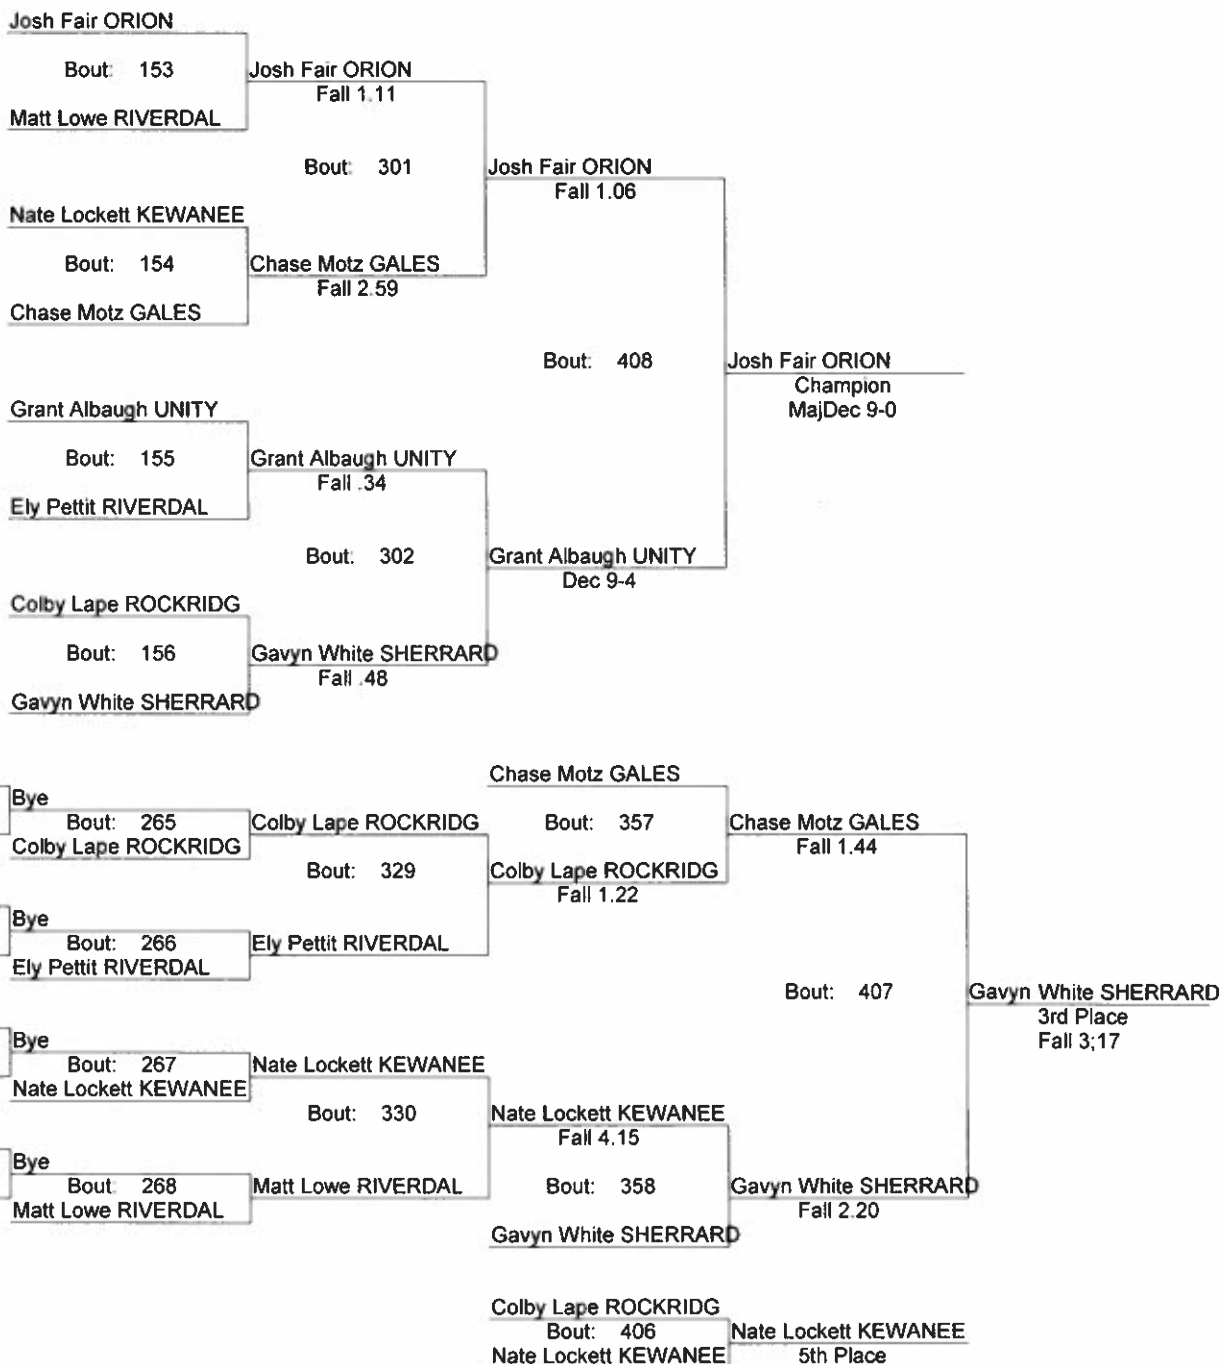 Josh Fair ORION
Bout: 153
Josh Fair ORION
Fall 1.11
Matt Lowe RIVERDAL
Bout: 301
Josh Fair ORION
Fall 1.06
Nate Lockett KEWANEE
Bout: 154
Chase Motz GALES
Fall 2.59
Chase Motz GALES
Bout: 408
Josh Fair ORION
Champion
MajDec 9-0
Grant Albaugh UNITY
Bout: 155
Grant Albaugh UNITY
Fall .34
Ely Pettit RIVERDAL
Bout: 302
Grant Albaugh UNITY
Dec 9-4
Colby Lape ROCKRIDG
Bout: 156
Gavyn White SHERRARD
Fall .48
Gavyn White SHERRARD
Chase Motz GALES
Bye
Bout: 265
Colby Lape ROCKRIDG
Bout: 357
Chase Motz GALES
Fall 1.44
Colby Lape ROCKRIDG
Bout: 329
Colby Lape ROCKRIDG
Fall 1.22
Bye
Bout: 266
Ely Pettit RIVERDAL
Ely Pettit RIVERDAL
Bout: 407
Gavyn White SHERRARD
3rd Place
Fall 3;17
Bye
Bout: 267
Nate Lockett KEWANEE
Nate Lockett KEWANEE
Bout: 330
Nate Lockett KEWANEE
Fall 4.15
Bye
Bout: 268
Matt Lowe RIVERDAL
Bout: 358
Gavyn White SHERRARD
Fall 2.20
Matt Lowe RIVERDAL
Gavyn White SHERRARD
Colby Lape ROCKRIDG
Bout: 406
Nate Lockett KEWANEE
Nate Lockett KEWANEE
5th Place